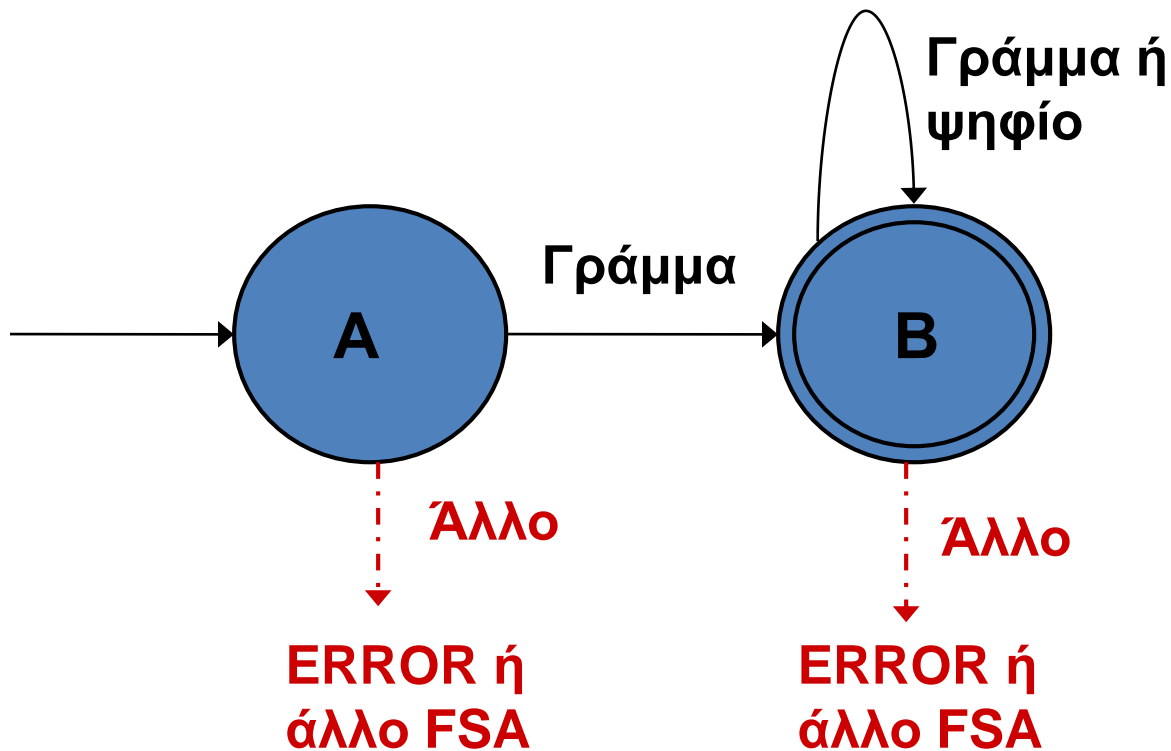 Γράμμα ή
ψηφίο
Γράμμα
A
B
Άλλο
Άλλο
ERROR ή
άλλο FSA
ERROR ή
άλλο FSA